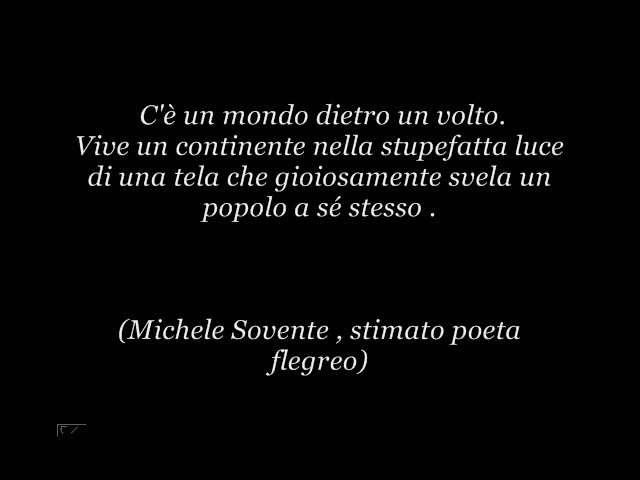 C'è un mondo dietro un volto.
Vive un continente nella stupefatta luce
di una tela che gioiosamente svela un
popolo a sé stesso .
(Michele Sovente , stimato poeta
flegreo)